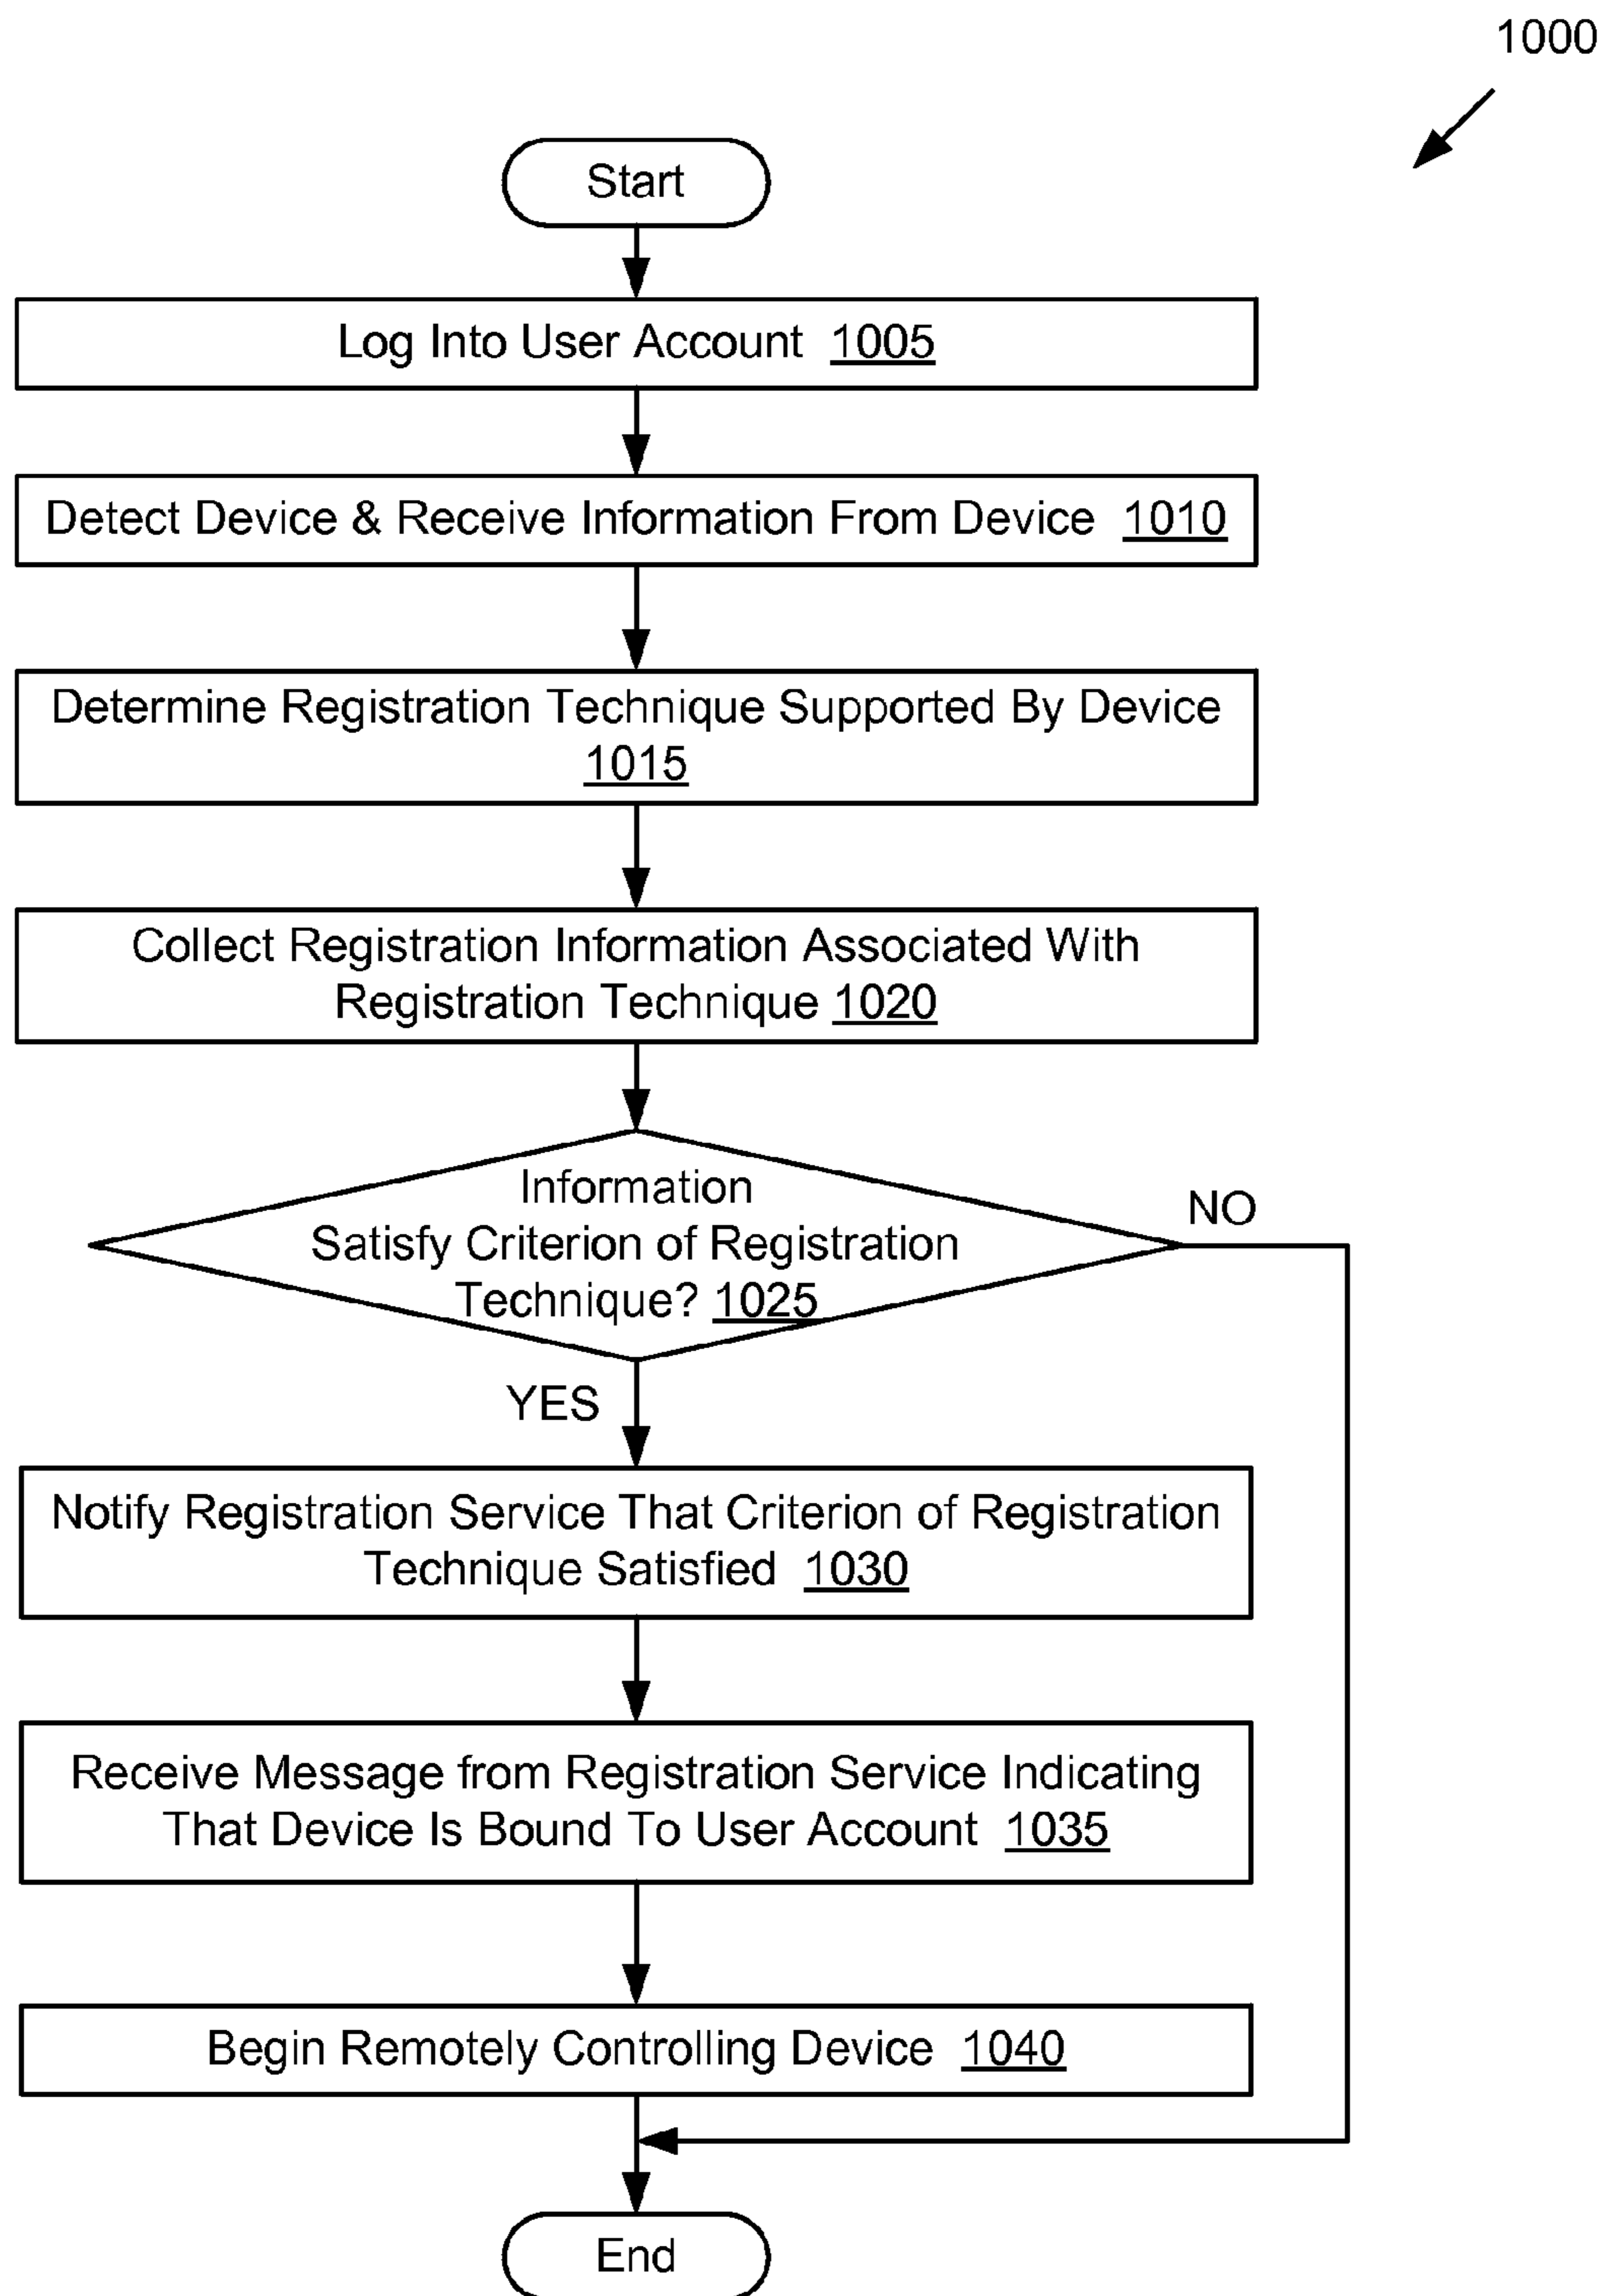 1000
Start
Log Into User Account 1005
Detect Device & Receive Information From Device 1010
Determine Registration Technique Supported By Device
1015
Collect Registration Information Associated With
Registration Technique 1020
Information
Satisfy Criterion of Registration
Technique? 1025
NO
YES
Notify Registration Service That Criterion of Registration
Technique Satisfied 1030
Receive Message from Registration Service Indicating
That Device Is Bound To User Account 1035
Begin Remotely Controlling Device 1040
End